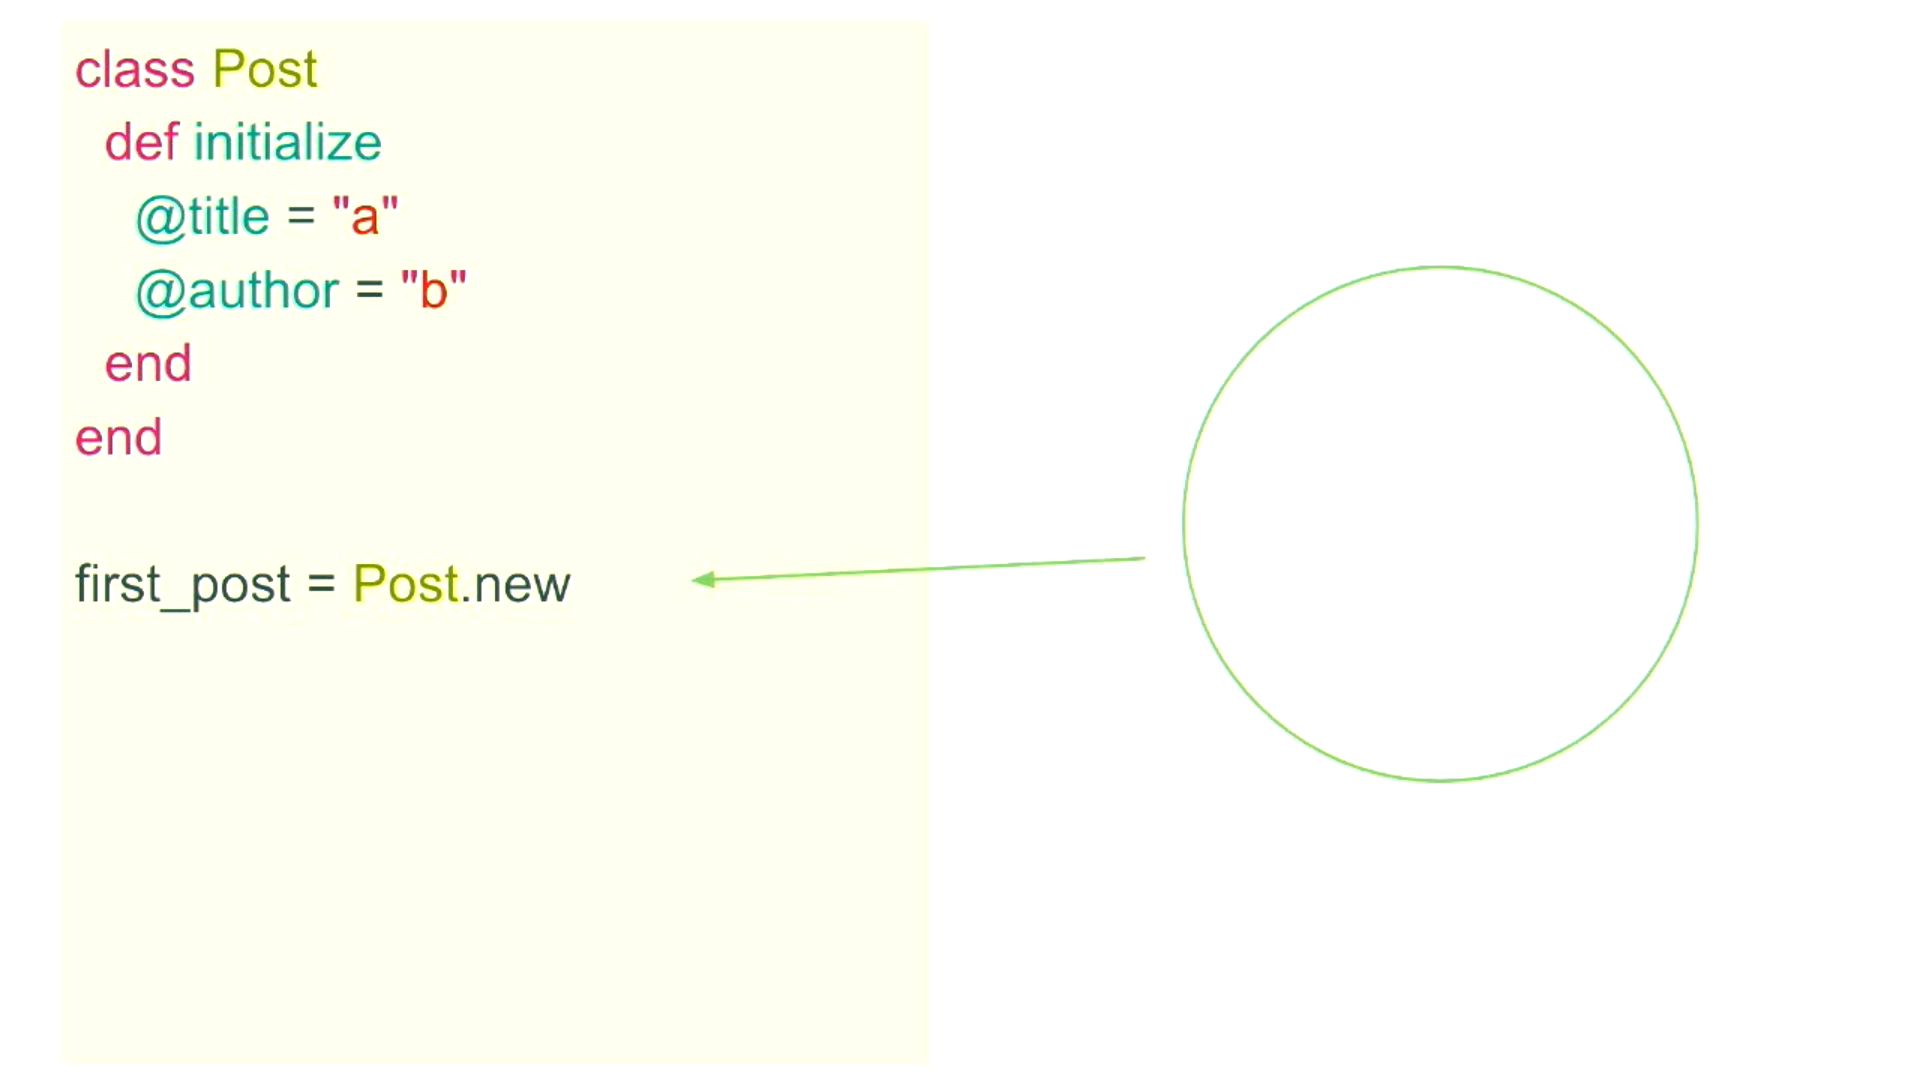 class Post
  def initialize
    @title = "a"
    @author = "b"
  end
end
first_post = Post.new